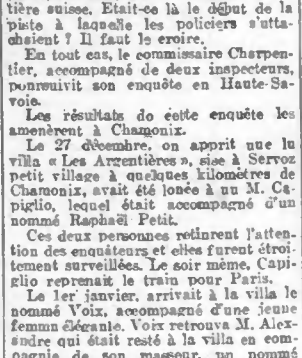 tière suisse. Etait-ce là le début de la
piste à laquelle les policiers s'atta-
chaient ? Il faut le croire.
En tout cas, le commissaire Charpen-
tier, accompagné de deux inspecteurs,
poursuivit son enquête en Haute-Sa-
voie.
Les résultats de cette enquête les
amenèrent à Chamonix.
Le 27 décembre, on apprit que la
villa « Les Argentières », sise à Servoz
petit village à quelques kilomètres de
Chamonix, avait été louée à un M. Ca-
piglio, lequel était accompagné d'un
nommé Raphaël Petit.
Ces deux personnes retinrent l'atten-
tion des enquêteurs et elles furent étroi-
tement surveillées. Le soir même, Capi-
glio reprenait le train pour Paris.
Le 1er janvier, arrivait à la villa le
nommé Voix, accompagné d'une jeune
femme élégante. Voix retrouva M. Alex-
andre qui était resté à la villa en com-
pagnie de son masseur, un nommé